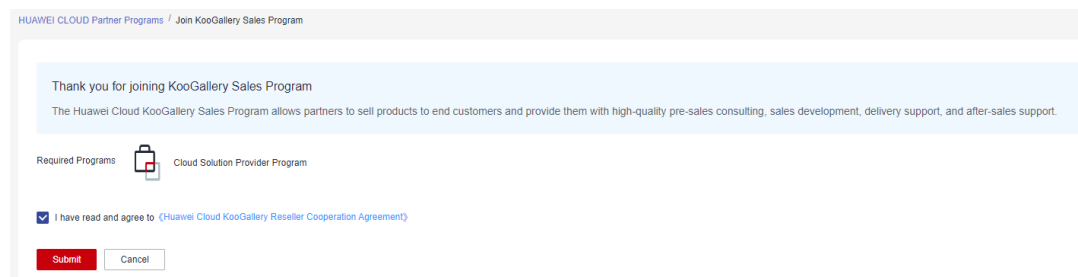 HUAWEI CLOUD Partner Programs / Join KooGallery Sales Program
Thank you for joining KooGallery Sales Program
The Huawei Cloud KooGallery Sales Program allows partners to sell products to end customers and provide them with high-quality pre-sales consulting, sales development, delivery support, and after-sales support.
Required Programs Cloud Solution Provider Program
I have read and agree to 《Huawei Cloud KooGallery Reseller Cooperation Agreement》
Submit Cancel